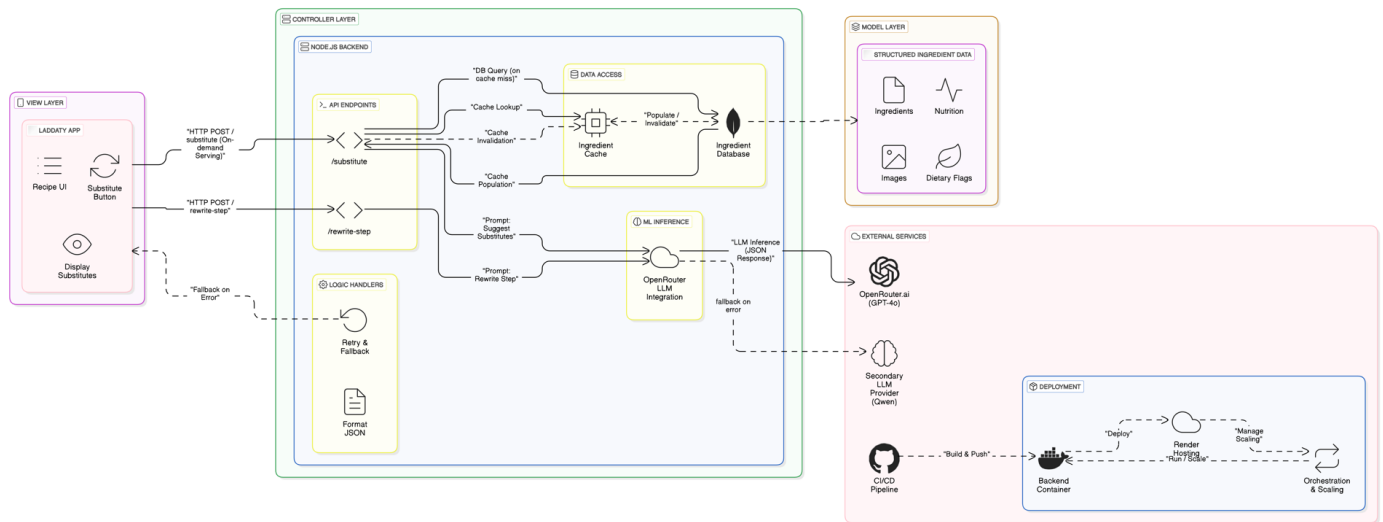 CONTROLLER LAYER
NODE.JS BACKEND
MODEL LAYER
STRUCTURED INGREDIENT DATA
Ingredients
Nutrition
Images
Dietary Flags
VIEW LAYER
LADDATY APP
Recipe UI
Substitute
Button
Display
Substitutes
"HTTP POST /
substitute (On-
demand
Serving)"
"HTTP POST /
rewrite-step"
"Fallback on
Error"
API ENDPOINTS
/substitute
/rewrite-step
LOGIC HANDLERS
Retry &
Fallback
Format
JSON
"DB Query (on
cache miss)"
"Cache Lookup"
"Cache
Invalidation"
"Cache
Population"
"Prompt:
Suggest
Substitutes"
"Prompt:
Rewrite Step"
DATA ACCESS
Ingredient
Cache
"Populate /
Invalidate"
Ingredient
Database
ML INFERENCE
OpenRouter
LLM
Integration
"LLM Inference
(JSON
Response)"
fallback on
error
EXTERNAL SERVICES
OpenRouter.ai
(GPT-4o)
Secondary
LLM
Provider
(Qwen)
CI/CD
Pipeline
"Build & Push"
DEPLOYMENT
Backend
Container
"Deploy"
Render
Hosting
"Manage
Scaling"
"Run / Scale"
Orchestration
& Scaling